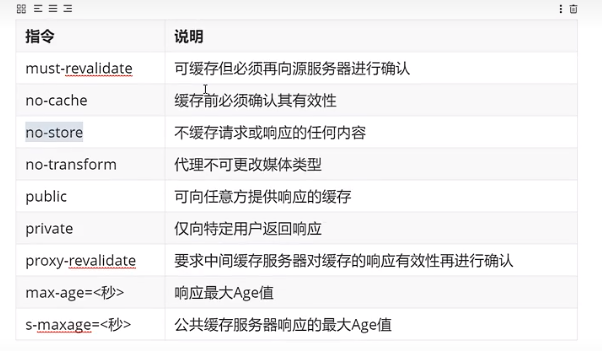 指令 说明
must-revalidate 可缓存但必须再向源服务器进行确认
no-cache 缓存前必须确认其有效性
no-store 不缓存请求或响应的任何内容
no-transform 代理不可更改媒体类型
public 可向任意方提供响应的缓存
private 仅向特定用户返回响应
proxy-revalidate 要求中间缓存服务器对缓存的响应有效性再进行确认
max-age=<秒> 响应最大Age值
s-maxage=<秒> 公共缓存服务器响应的最大Age值